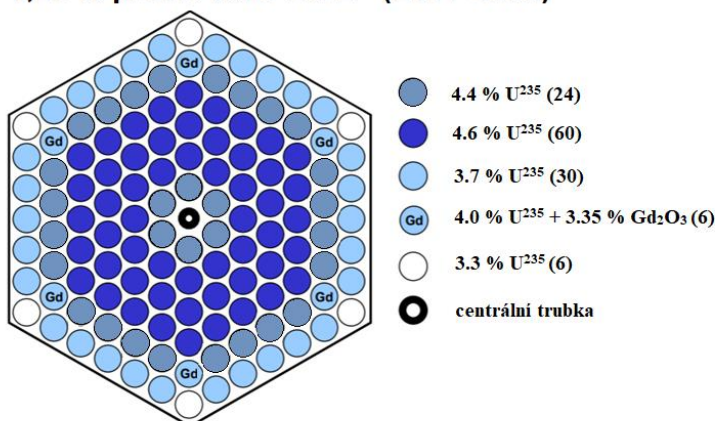 Gd
4.4 % U²³⁵ (24)
4.6 % U²³⁵ (60)
Gd
Gd
3.7 % U²³⁵ (30)
Gd
4.0 % U²³⁵ + 3.35 % Gd₂O₃ (6)
3.3 % U²³⁵ (6)
Gd
Gd
centrální trubka
Gd